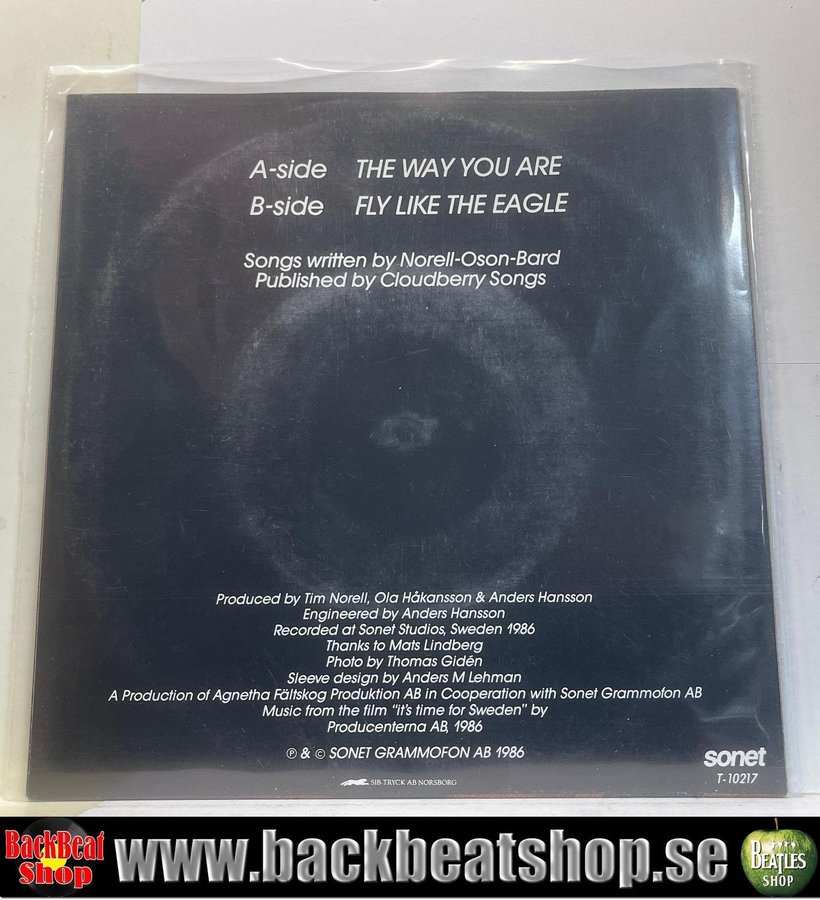 A-side THE WAY YOU ARE
B-side FLY LIKE THE EAGLE
Songs written by Norell-Oson-Bard
Published by Cloudberry Songs
Produced by Tim Norell, Ola Håkansson & Anders Hansson
Engineered by Anders Hansson
Recorded at Sonet Studios, Sweden 1986
Thanks to Mats Lindberg
Photo by Thomas Gidén
Sleeve design by Anders M Lehman
A Production of Agnetha Fältskog Produktion AB in Cooperation with Sonet Grammofon AB
Music from the film "it's time for Sweden" by
Producenterna AB, 1986
℗ & © SONET GRAMMOFON AB 1986
sonet
T-10217
SIB-TRYCK AB NORSBORG
BackBeat
Shop
www.backbeatshop.se
BEATLES
SHOP